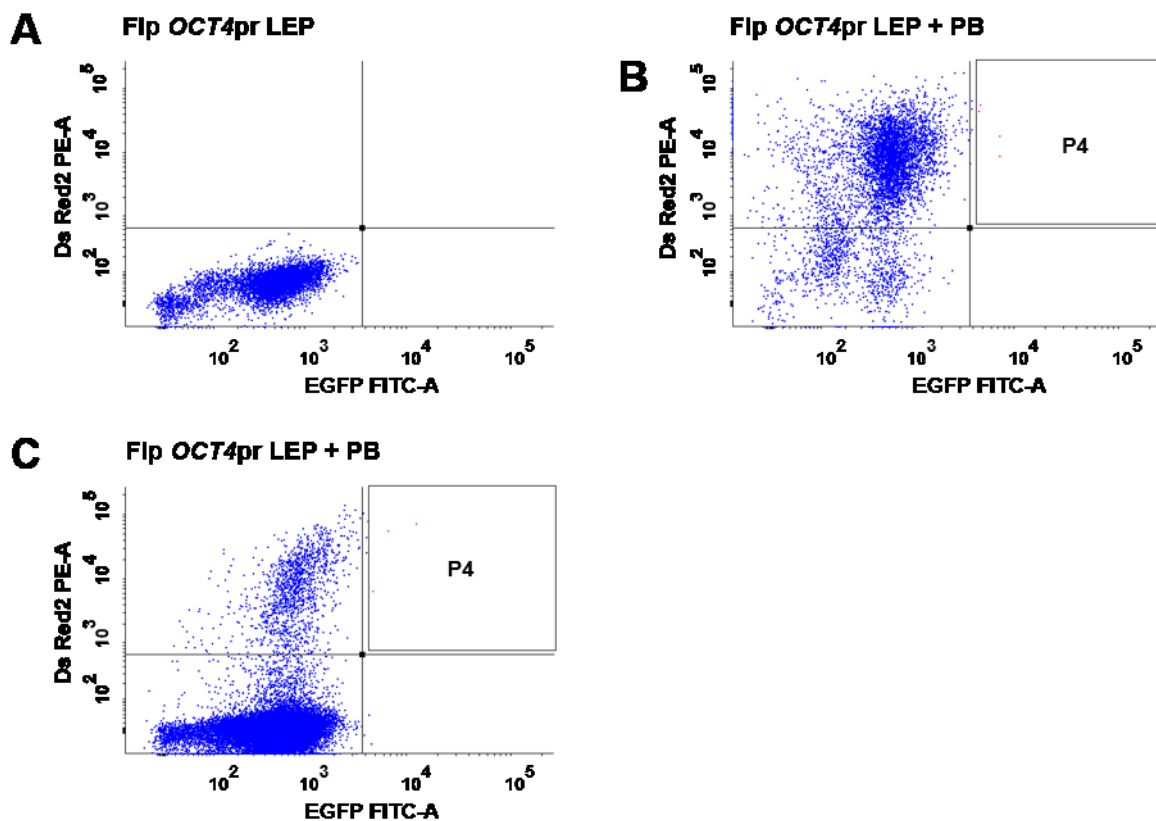 A
Flp OCT4pr LEP
Ds Red2 PE-A
10^5
10^4
10^3
10^2
10^2 10^3 10^4 10^5
EGFP FITC-A
B
Flp OCT4pr LEP + PB
Ds Red2 PE-A
10^5
10^4
10^3
10^2
P4
10^2 10^3 10^4 10^5
EGFP FITC-A
C
Flp OCT4pr LEP + PB
Ds Red2 PE-A
10^5
10^4
10^3
10^2
P4
10^2 10^3 10^4 10^5
EGFP FITC-A